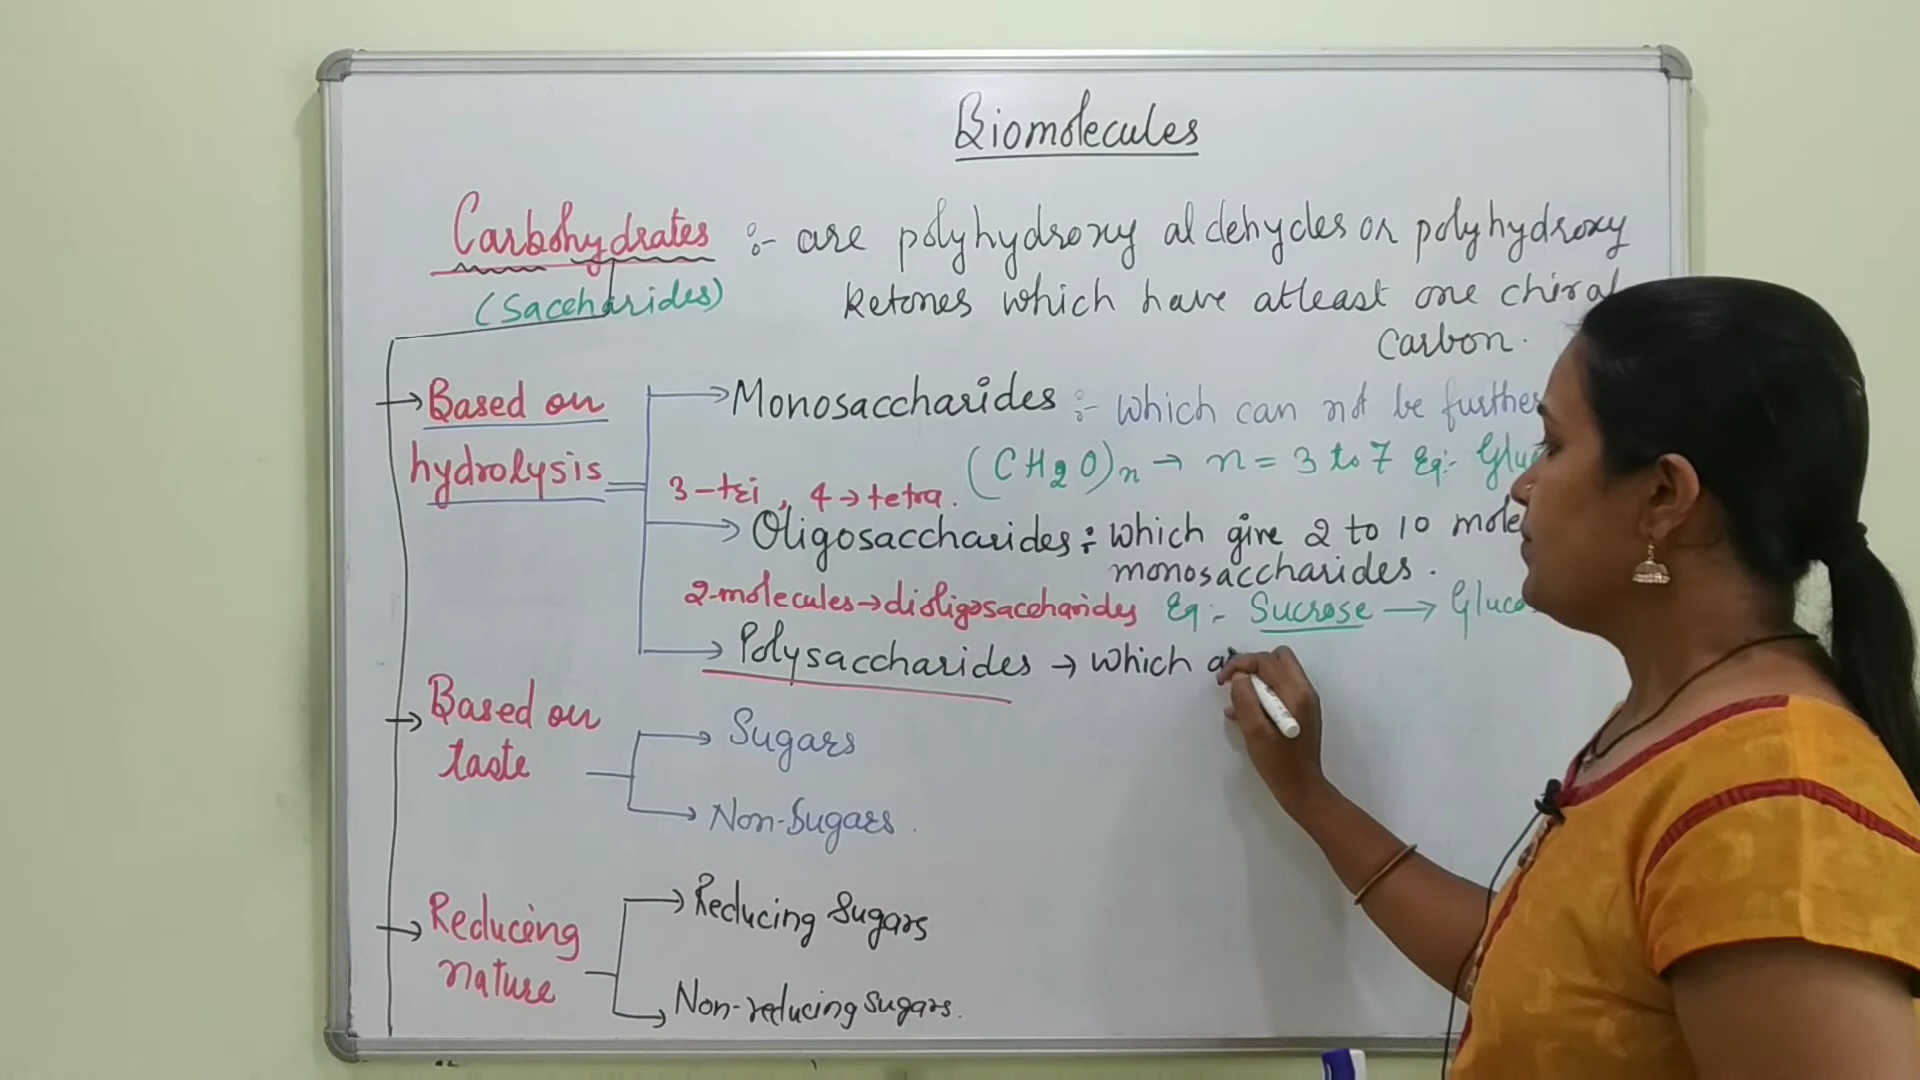 Biomolecules
Carbohydrates :- are polyhydroxy aldehydes or polyhydroxy
(Saccharides) ketones which have atleast one chiral
carbon.
Based on
hydrolysis
Monosaccharides :- which can not be further
(CH2O)n → n = 3 to 7 Eg:- Gluc
3-tri, 4→tetra.
Oligosaccharides : which give 2 to 10 mole
monosaccharides.
2-molecules→dioligosaccharides Eg:- Sucrose → Gluco
Polysaccharides → which a
Based on
taste
Sugars
Non-Sugars.
Reducing
nature
Reducing Sugars
Non-reducing sugars.